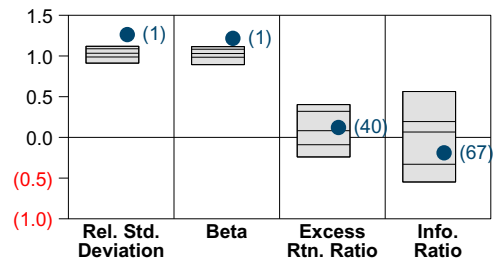 1.5
(1)
(1)
1.0
0.5
(40)
0.0
(67)
(0.5)
(1.0)
Rel. Std.
Deviation
Beta
Excess
Rtn. Ratio
Info.
Ratio